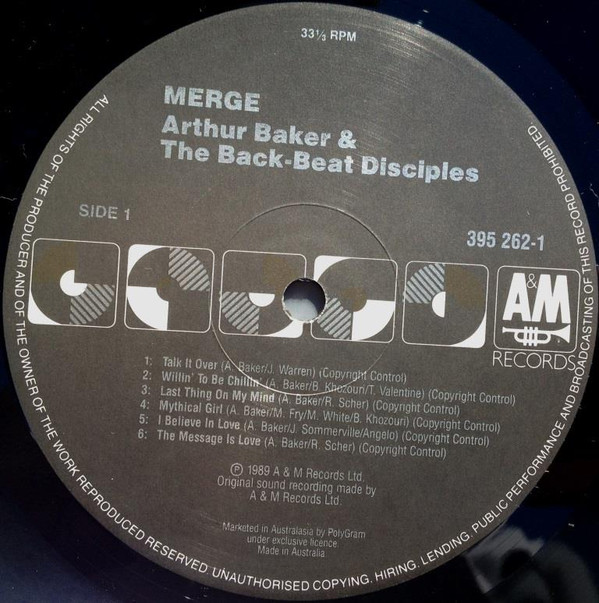 33⅓ RPM
MERGE
Arthur Baker &
The Back-Beat Disciples
SIDE 1
395 262-1
A&M
RECORDS
1: Talk It Over (A. Baker/J. Warren) (Copyright Control)
2: Willin' To Be Chillin' (A. Baker/B. Khozouri/T. Valentine) (Copyright Control)
3: Last Thing On My Mind (A. Baker/R. Scher) (Copyright Control)
4: Mythical Girl (A. Baker/M. Fry/M. White/B. Khozouri) (Copyright Control)
5: I Believe In Love (A. Baker/J. Sommerville/Angelo) (Copyright Control)
6: The Message Is Love (A. Baker/R. Scher) (Copyright Control)
℗ 1989 A & M Records Ltd.
Original sound recording made by
A & M Records Ltd.
Marketed in Australasia by PolyGram
under exclusive licence
Made in Australia
ALL RIGHTS OF THE PRODUCER AND OF THE OWNER OF THE WORK REPRODUCED RESERVED. UNAUTHORISED COPYING. HIRING. LENDING. PUBLIC PERFORMANCE AND BROADCASTING OF THIS RECORD PROHIBITED